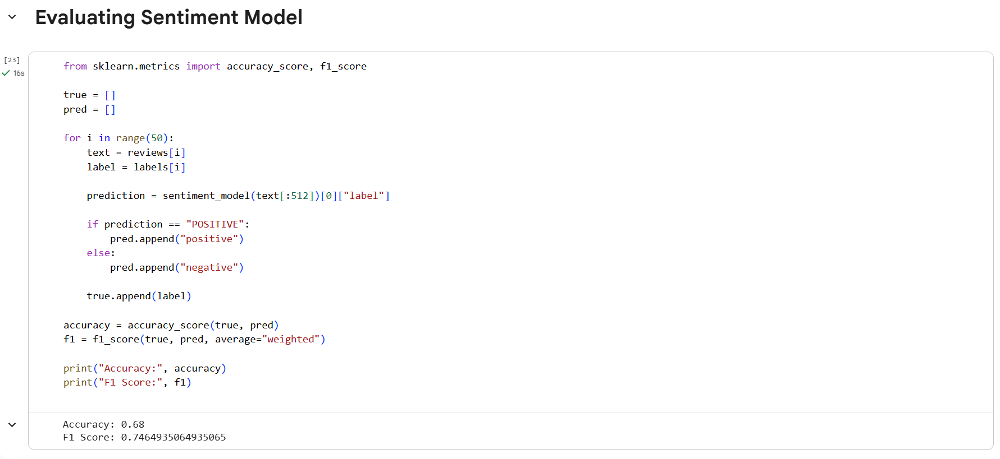 Evaluating Sentiment Model
[23]
16s
from sklearn.metrics import accuracy_score, f1_score
true = []
pred = []
for i in range(50):
    text = reviews[i]
    label = labels[i]
    prediction = sentiment_model(text[:512])[0]["label"]
    if prediction == "POSITIVE":
        pred.append("positive")
    else:
        pred.append("negative")
    true.append(label)
accuracy = accuracy_score(true, pred)
f1 = f1_score(true, pred, average="weighted")
print("Accuracy:", accuracy)
print("F1 Score:", f1)
Accuracy: 0.68
F1 Score: 0.7464935064935065